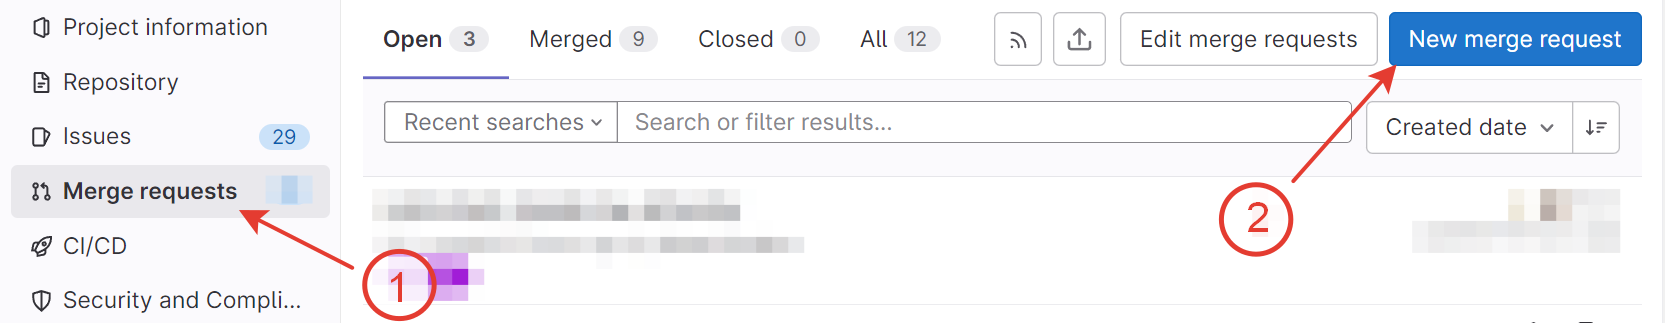 Project information
Repository
Issues 29
Merge requests
CI/CD
Security and Compli...
Open 3 Merged 9 Closed 0 All 12 Edit merge requests New merge request
Recent searches Search or filter results... Created date
1
2